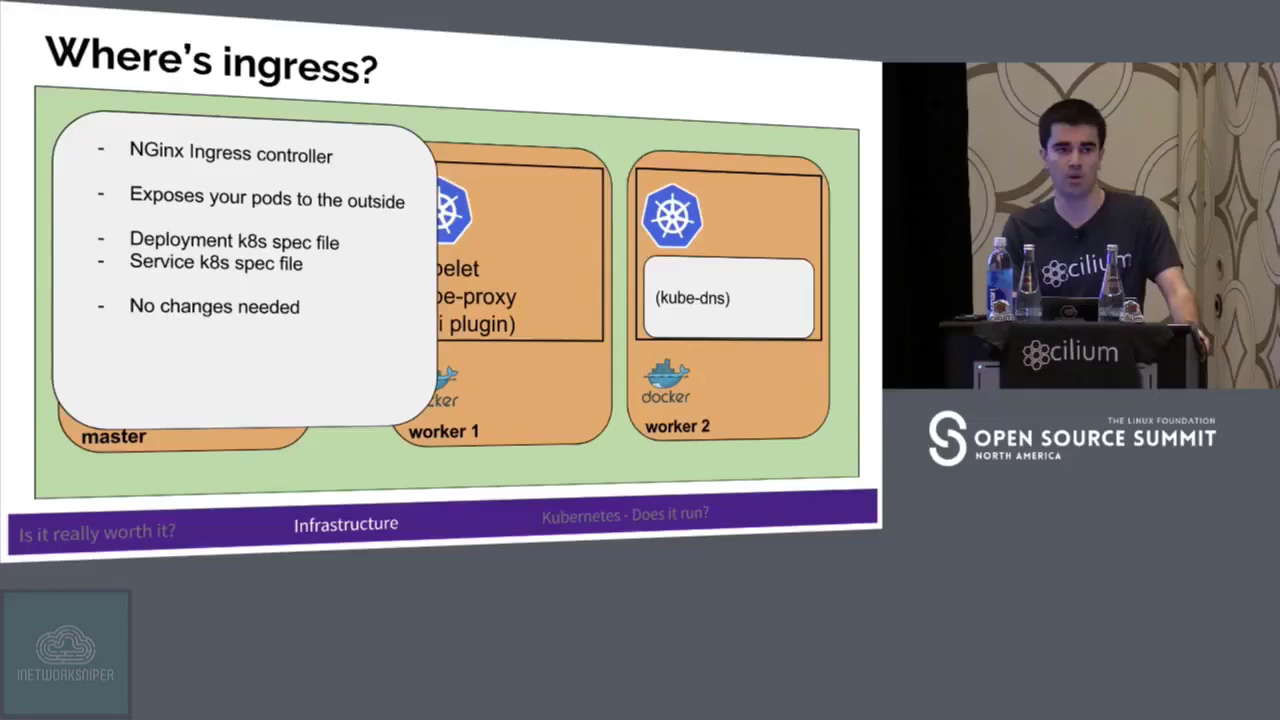 Where's ingress?
- NGinx Ingress controller
- Exposes your pods to the outside
- Deployment k8s spec file
- Service k8s spec file
- No changes needed
belet
be-proxy
i plugin)
cker
master
worker 1
(kube-dns)
docker
worker 2
Is it really worth it?
Infrastructure
Kubernetes - Does it run?
cilium
cilium
THE LINUX FOUNDATION
OPEN SOURCE SUMMIT
NORTH AMERICA
INETWORKSNIPER